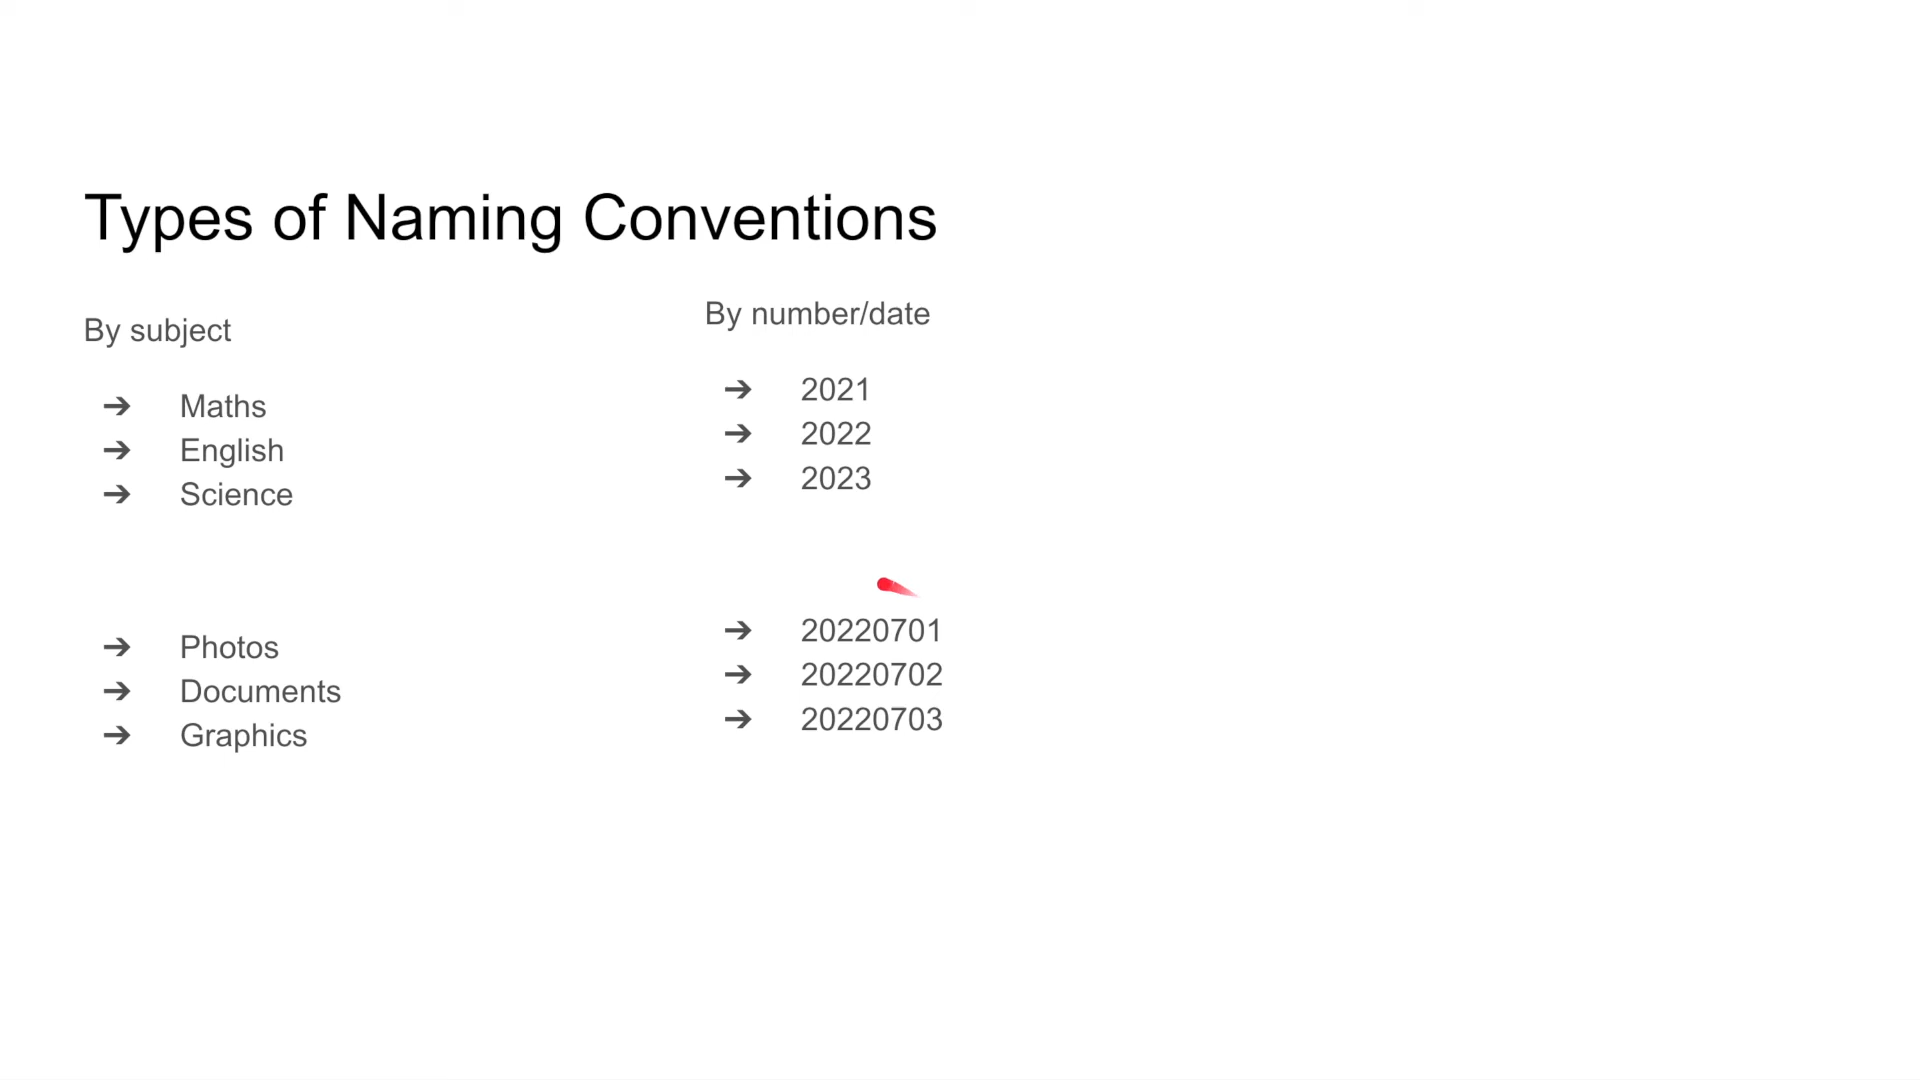 Types of Naming Conventions
By subject
➔ Maths
➔ English
➔ Science
➔ Photos
➔ Documents
➔ Graphics
By number/date
➔ 2021
➔ 2022
➔ 2023
➔ 20220701
➔ 20220702
➔ 20220703